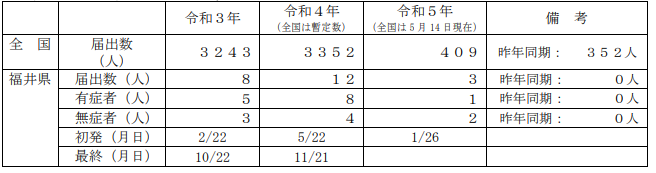 令和３年 令和４年 令和５年 備 考
(全国は暫定数) (全国は５月14日現在)
全 国 届出数 ３２４３ ３３５２ ４０９ 昨年同期： ３５２人
（人）
福井県 届出数（人） ８ １２ ３ 昨年同期： ０人
有症者（人） ５ ８ １ 昨年同期： ０人
無症者（人） ３ ４ ２ 昨年同期： ０人
初発（月日） 2/22 5/22 1/26
最終（月日） 10/22 11/21